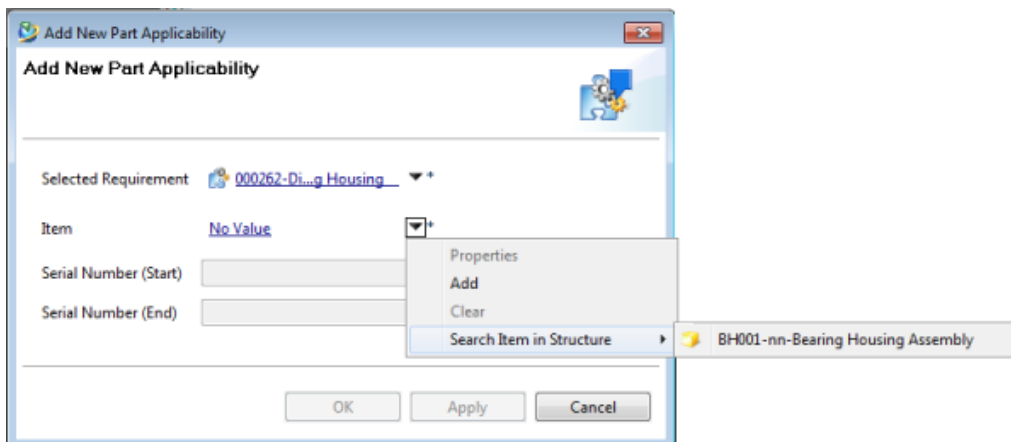 Add New Part Applicability
Add New Part Applicability
Selected Requirement 000262-Di...g Housing *
Item No Value *
Properties
Serial Number (Start)
Add
Serial Number (End)
Clear
Search Item in Structure BH001-nn-Bearing Housing Assembly
OK Apply Cancel